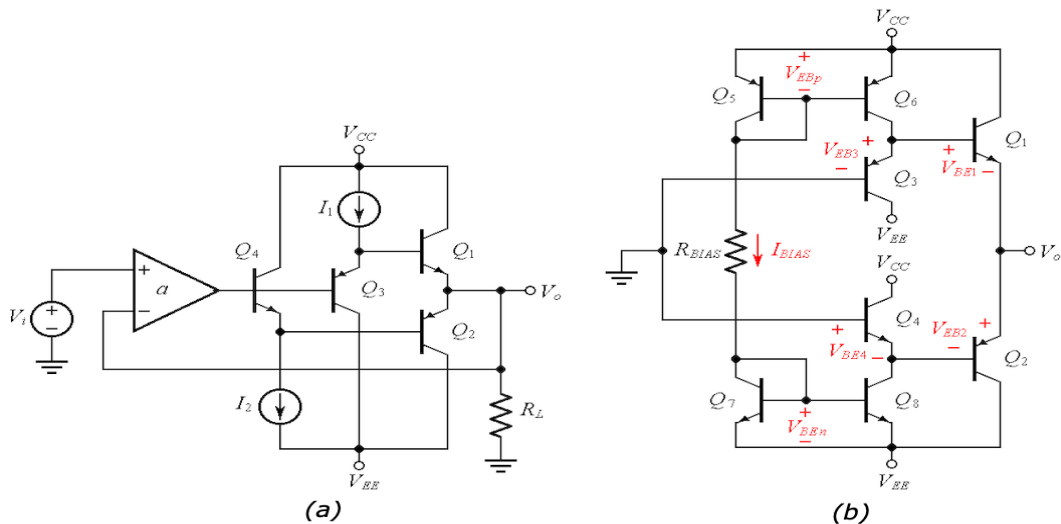 V_CC
I_1
Q_4
Q_1
a
+
−
Q_3
V_o
V_i
+
−
Q_2
I_2
R_L
V_EE
(a)
V_CC
+
V_EBp
−
Q_5
Q_6
V_EB3
+
−
+
V_BE1
−
Q_1
Q_3
V_EE
R_BIAS
I_BIAS
V_CC
V_o
Q_4
+
V_BE4
−
V_EB2
+
−
Q_2
Q_7
+
V_BEn
−
Q_8
V_EE
(b)